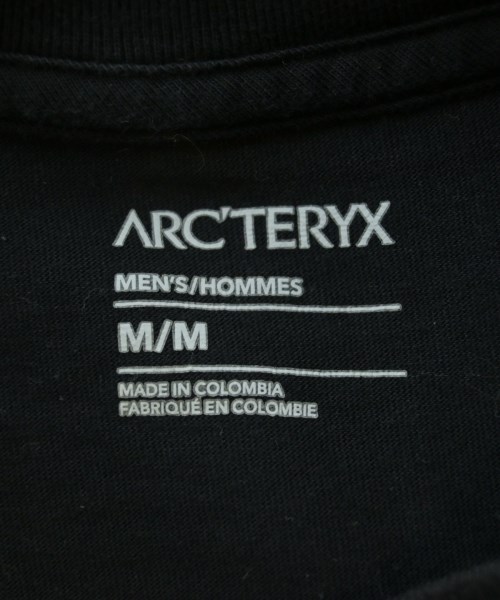 ARC'TERYX
MEN'S/HOMMES
M/M
MADE IN COLOMBIA
FABRIQUÉ EN COLOMBIE